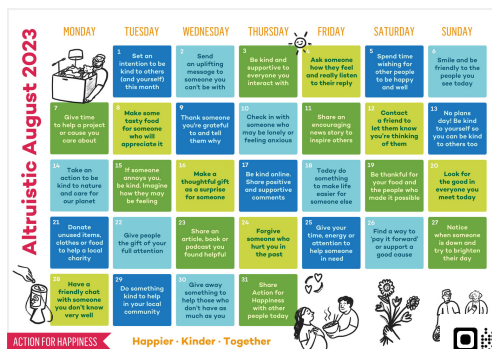 Altruistic August 2023
MONDAY
TUESDAY
WEDNESDAY
THURSDAY
FRIDAY
SATURDAY
SUNDAY
1
Set an
intention to be
kind to others
(and yourself)
this month
2
Send
an uplifting
message to
someone you
can't be with
3
Be kind and
supportive to
everyone you
interact with
4
Ask someone
how they feel
and really listen
to their reply
5
Spend time
wishing for
other people
to be happy
and well
6
Smile and be
friendly to the
people you
see today
7
Give time
to help a project
or cause you
care about
8
Make some
tasty food
for someone
who will
appreciate it
9
Thank someone
you're grateful
to and tell
them why
10
Check in with
someone who
may be lonely or
feeling anxious
11
Share an
encouraging
news story to
inspire others
12
Contact
a friend to
let them know
you're thinking
of them
13
No plans
day! Be kind
to yourself so
you can be kind
to others too
14
Take an
action to be kind
to nature and
care for
our planet
15
If someone
annoys you,
be kind. Imagine
how they may
be feeling
16
Make a
thoughtful gift
as a surprise
for someone
17
Be kind online.
Share positive
and supportive
comments
18
Today do
something
to make life
easier for
someone else
19
Be thankful for
your food and
the people who
made it possible
20
Look for
the good in
everyone you
meet today
21
Donate
unused items,
clothes or food
to help a local
charity
22
Give people
the gift of your
full attention
23
Share an
article, book or
podcast you
found helpful
24
Forgive
someone who
hurt you in
the past
25
Give your
time, energy or
attention to
help someone
in need
26
Find a way to
'pay it forward'
or support a
good cause
27
Notice
when someone
is down and
try to brighten
their day
28
Have a
friendly chat
with someone
you don't know
very well
29
Do something
kind to help
in your local
community
30
Give away
something to
help those who
don't have as
much as you
31
Share
Action for
Happiness
with other
people today
ACTION FOR HAPPINESS
Happier · Kinder · Together